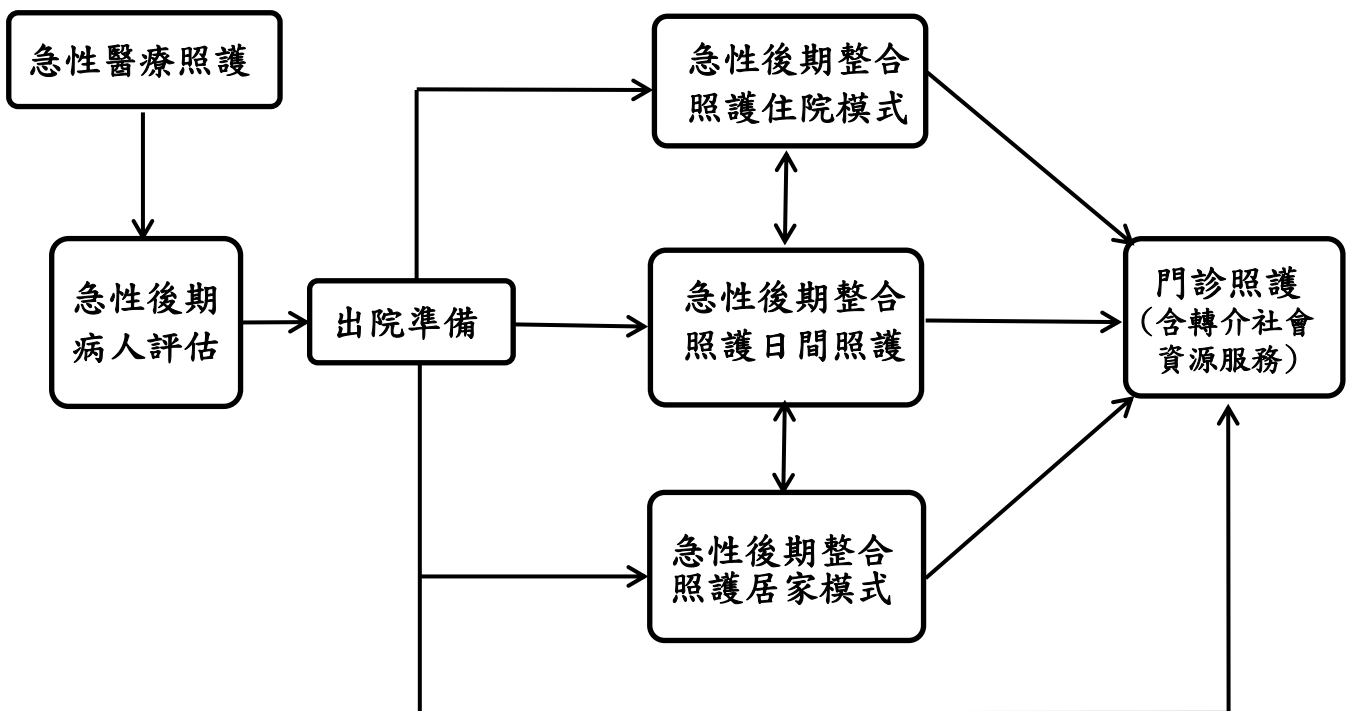 急性醫療照護
急性後期
病人評估
出院準備
急性後期整合
照護住院模式
急性後期整合
照護日間照護
急性後期整合
照護居家模式
門診照護
（含轉介社會
資源服務）